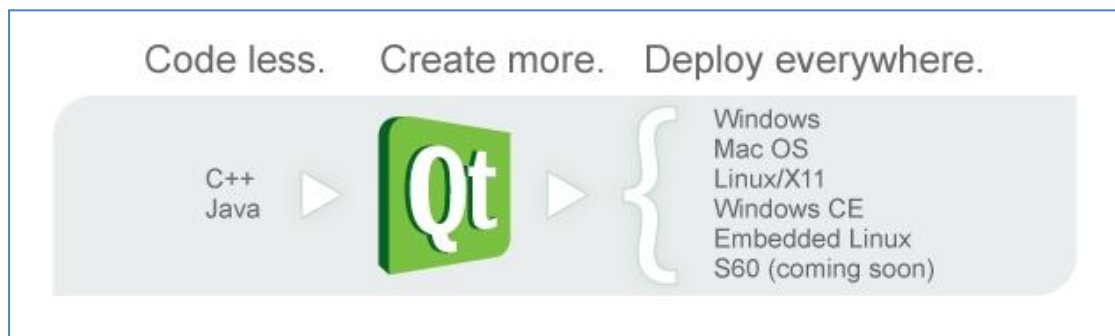 Code less. Create more. Deploy everywhere.
C++
Java
Qt
Windows
Mac OS
Linux/X11
Windows CE
Embedded Linux
S60 (coming soon)